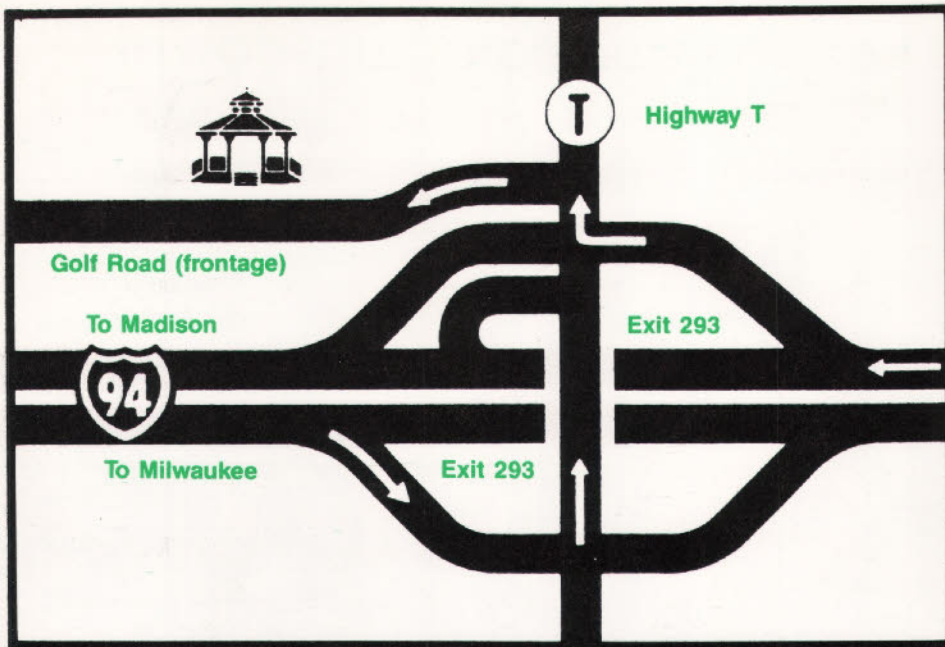 T
Highway T
Golf Road (frontage)
To Madison
Exit 293
94
To Milwaukee
Exit 293